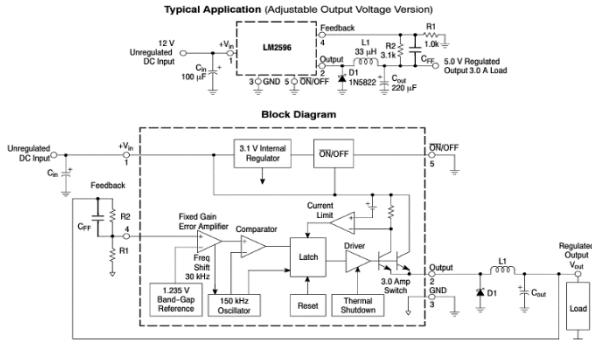 Typical Application (Adjustable Output Voltage Version)
12 V
Unregulated
DC Input
+Vin
1
Cin
100 µF
LM2596
3 GND
5 ON/OFF
Feedback
4
Output
2
D1
1N5822
L1
33 µH
R2
3.1k
R1
1.0k
CFF
Cout
220 µF
5.0 V Regulated
Output 3.0 A Load
Block Diagram
Unregulated
DC Input
+Vin
1
Cin
3.1 V Internal
Regulator
ON/OFF
ON/OFF
5
Feedback
4
CFF
R2
R1
Fixed Gain
Error Amplifier
Comparator
Current
Limit
Freq
Shift
30 kHz
Latch
Driver
3.0 Amp
Switch
1.235 V
Band-Gap
Reference
150 kHz
Oscillator
Reset
Thermal
Shutdown
Output
2
GND
3
L1
D1
Cout
Regulated
Output
Vout
Load